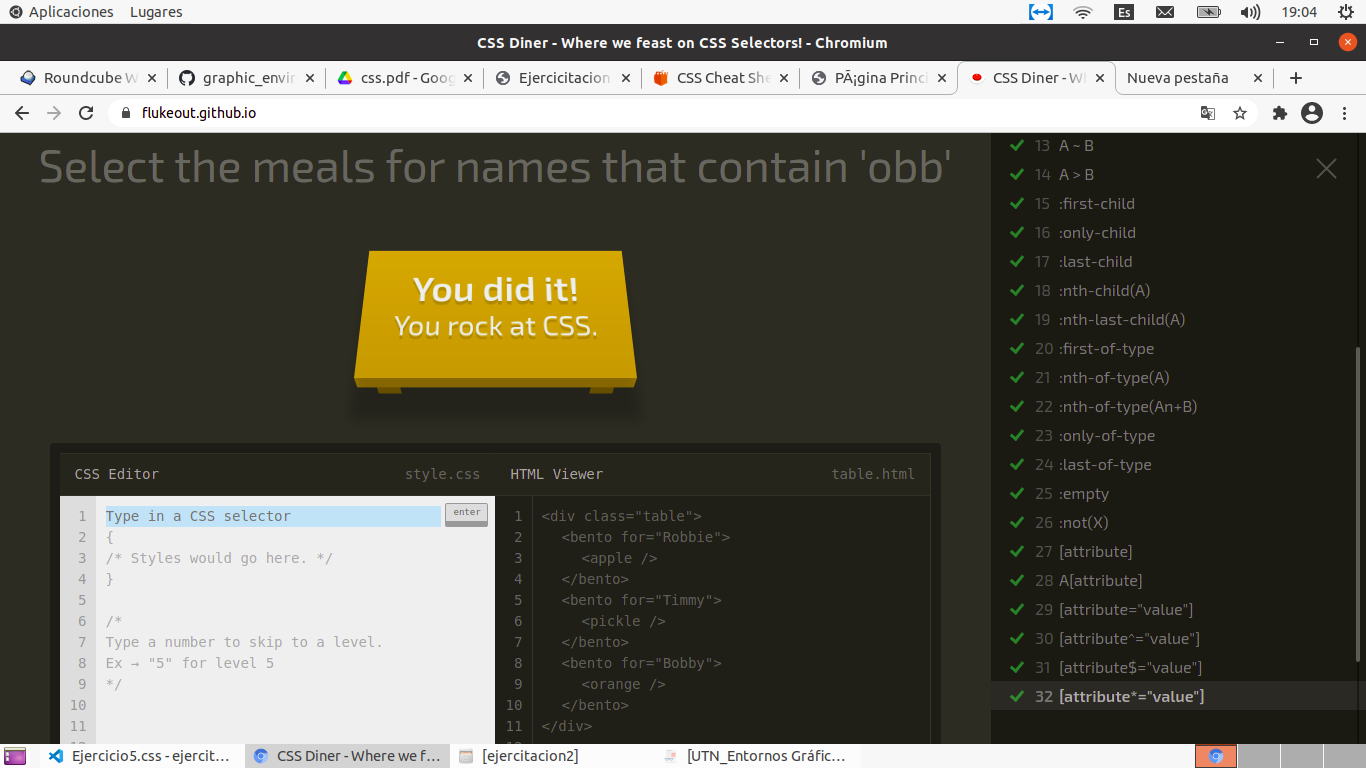 Aplicaciones Lugares Es 19:04
CSS Diner - Where we feast on CSS Selectors! - Chromium
Roundcube W graphic_envir css.pdf - Goog Ejercitacion CSS Cheat She PÃ¡gina Princi CSS Diner - Wh Nueva pestaña
flukeout.github.io
Select the meals for names that contain 'obb'
You did it!
You rock at CSS.
CSS Editor style.css
1 Type in a CSS selector enter
2 {
3 /* Styles would go here. */
4 }
5
6 /*
7 Type a number to skip to a level.
8 Ex → "5" for level 5
9 */
10
11
HTML Viewer table.html
1 <div class="table">
2 <bento for="Robbie">
3 <apple />
4 </bento>
5 <bento for="Timmy">
6 <pickle />
7 </bento>
8 <bento for="Bobby">
9 <orange />
10 </bento>
11 </div>
13 A ~ B
14 A > B
15 :first-child
16 :only-child
17 :last-child
18 :nth-child(A)
19 :nth-last-child(A)
20 :first-of-type
21 :nth-of-type(A)
22 :nth-of-type(An+B)
23 :only-of-type
24 :last-of-type
25 :empty
26 :not(X)
27 [attribute]
28 A[attribute]
29 [attribute="value"]
30 [attribute^="value"]
31 [attribute$="value"]
32 [attribute*="value"]
Ejercicio5.css - ejercit... CSS Diner - Where we f... [ejercitacion2] [UTN_Entornos Gráfic...